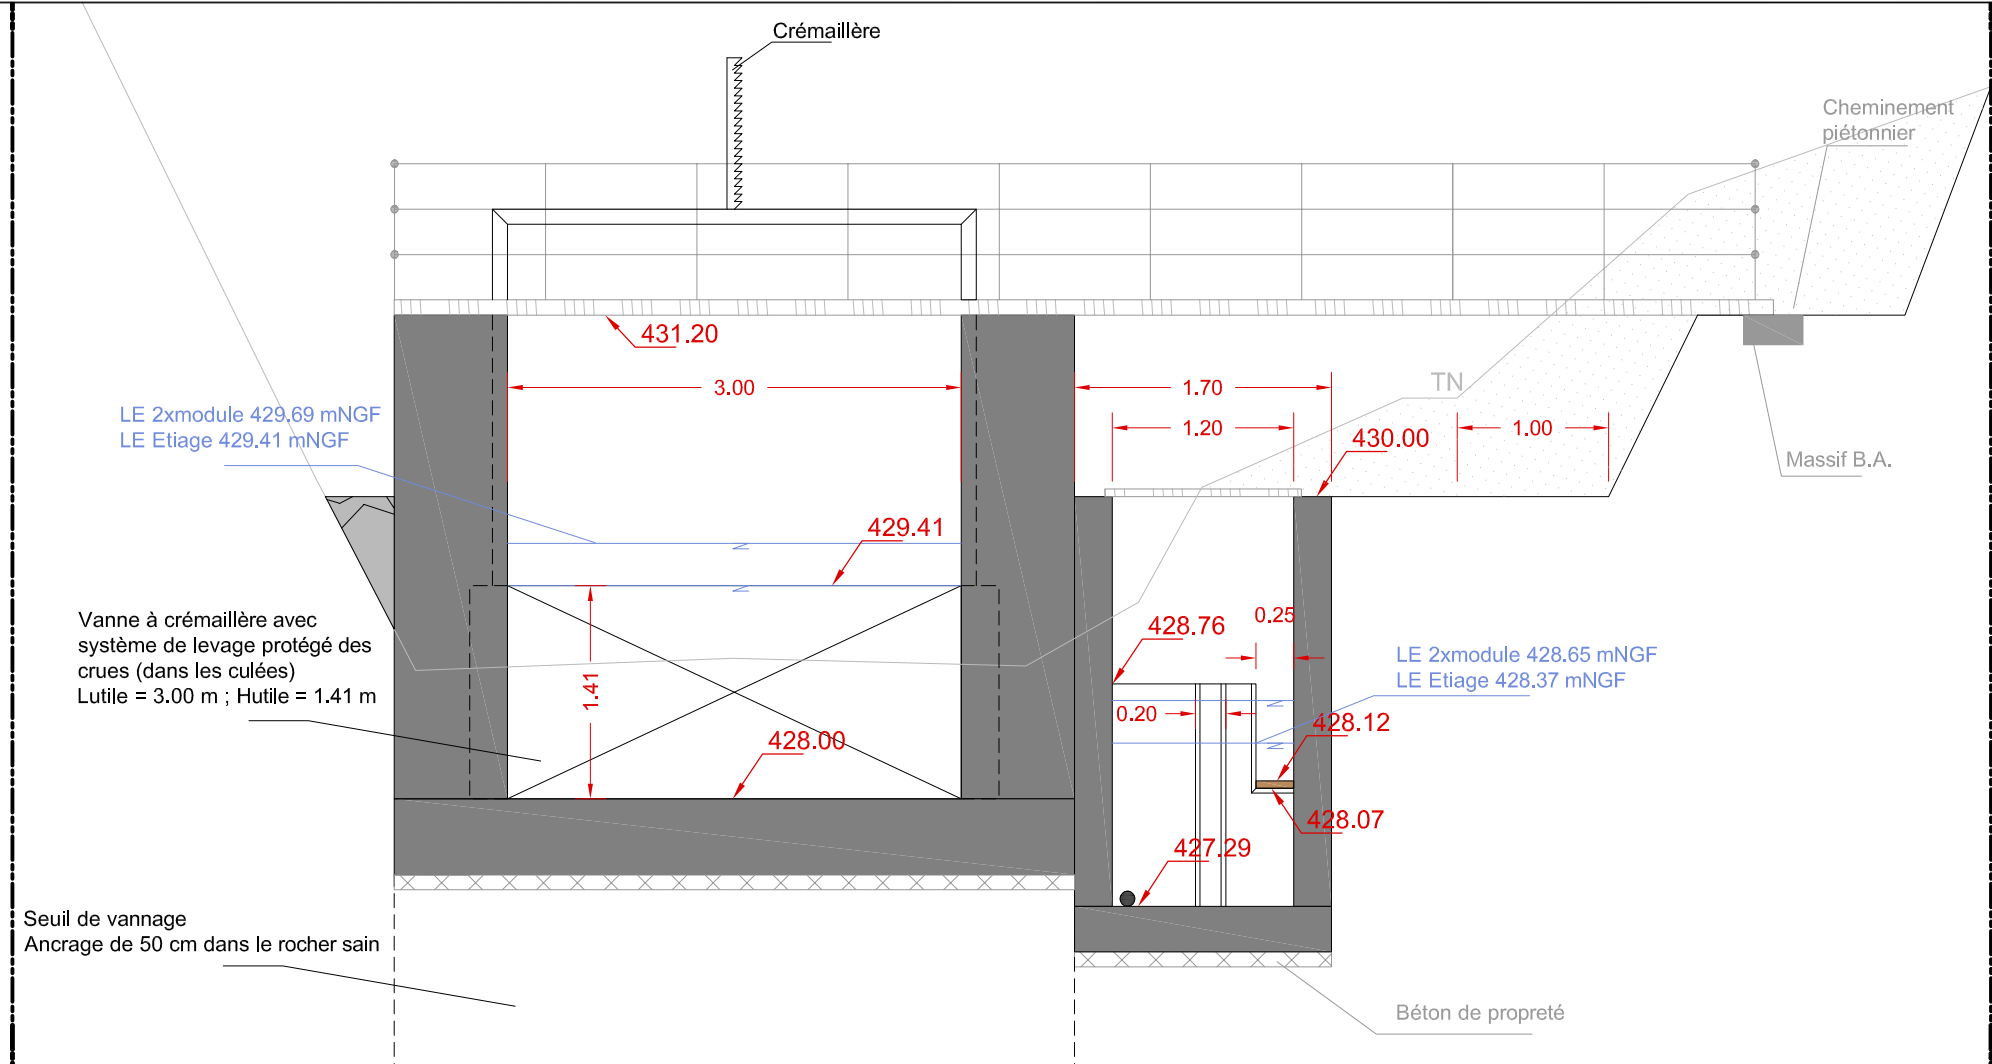 Crémaillère
Cheminement
piétonnier
431.20
3.00
1.70
TN
LE 2xmodule 429.69 mNGF
LE Etiage 429.41 mNGF
1.20
430.00
1.00
Massif B.A.
429.41
Vanne à crémaillère avec
système de levage protégé des
crues (dans les culées)
Lutile = 3.00 m ; Hutile = 1.41 m
1.41
428.76
0.25
LE 2xmodule 428.65 mNGF
LE Etiage 428.37 mNGF
0.20
428.12
428.00
428.07
427.29
Seuil de vannage
Ancrage de 50 cm dans le rocher sain
Béton de propreté